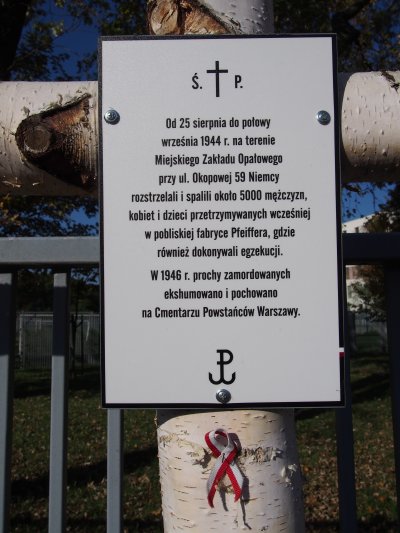 Ś. P.
Od 25 sierpnia do połowy
września 1944 r. na terenie
Miejskiego Zakładu Opałowego
przy ul. Okopowej 59 Niemcy
rozstrzelali i spalili około 5000 mężczyzn,
kobiet i dzieci przetrzymywanych wcześniej
w pobliskiej fabryce Pfeiffera, gdzie
również dokonywali egzekucji.
W 1946 r. prochy zamordowanych
ekshumowano i pochowano
na Cmentarzu Powstańców Warszawy.